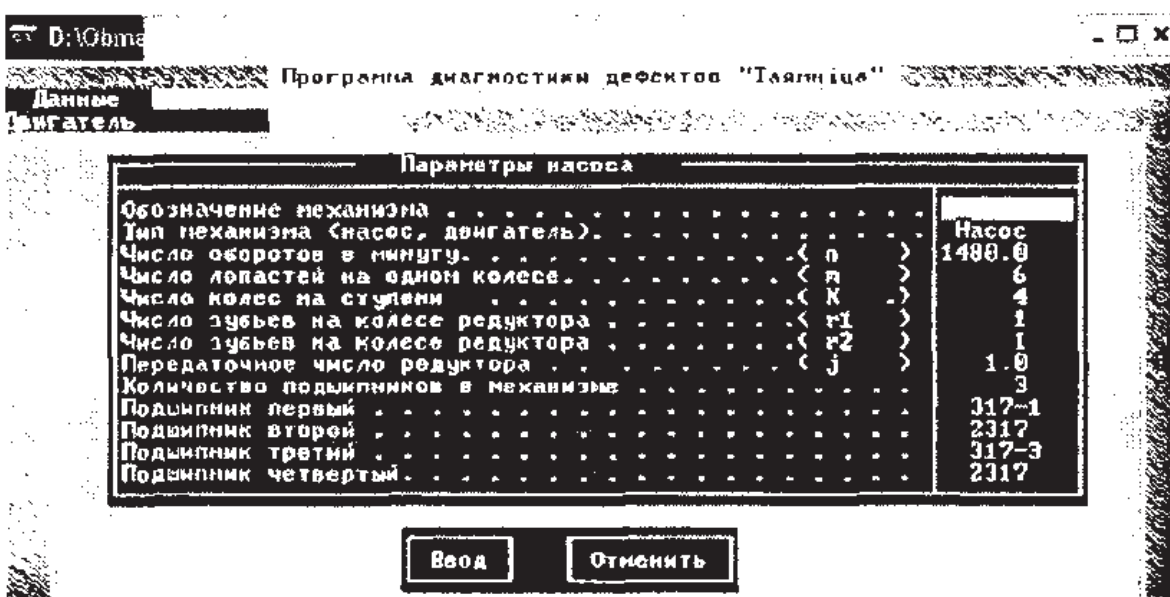 D:\Obma
Программа диагностики дефектов "Таямніца"
Данные
Двигатель
Параметры насоса
Обозначение механизма . . . . . . . . . . . . . . . . .
Тип механизма (насос, двигатель). . . . . . . . . . . . Насос
Число оборотов в минуту. . . . . . . . . . . .( n ) 1480.0
Число лопастей на одном колесе. . . . . . . . .( m ) 6
Число колес на ступени . . . . . . . . . . .( K .) 4
Число зубьев на колесе редуктора . . . . . . .( r1 ) 1
Число зубьев на колесе редуктора . . . . . . .( r2 ) 1
Передаточное число редуктора . . . . . . . . .( j ) 1.0
Количество подшипников в механизме . . . . . . . . . . 3
Подшипник первый . . . . . . . . . . . . . . . . . . . 317-1
Подшипник второй . . . . . . . . . . . . . . . . . . . 2317
Подшипник третий . . . . . . . . . . . . . . . . . . . 317-3
Подшипник четвертый. . . . . . . . . . . . . . . . . . 2317
Ввод Отменить